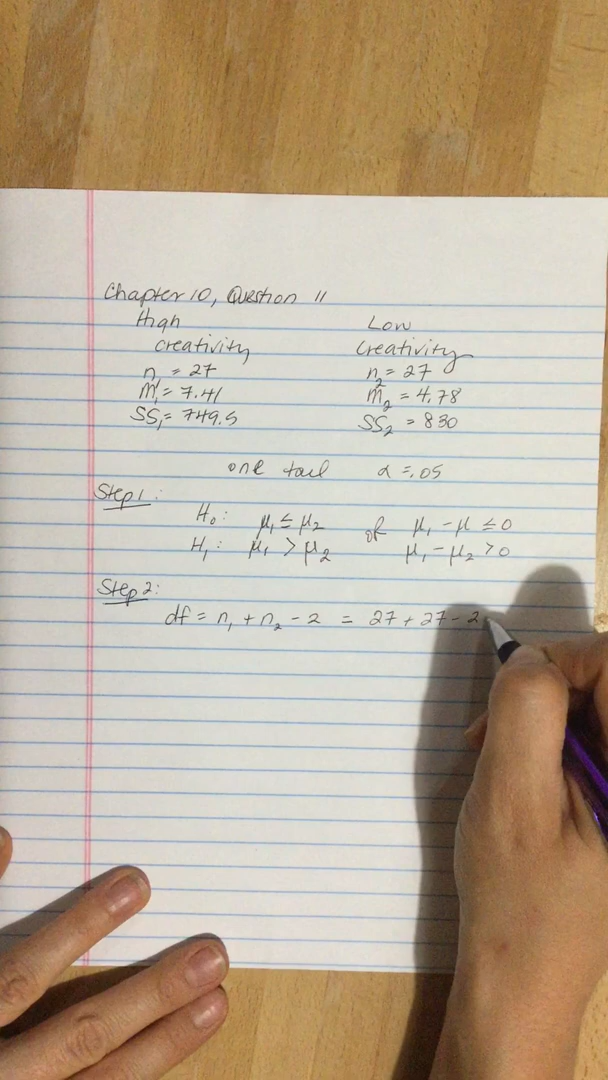 Chapter 10, Question 11
High creativity
n₁ = 27
M₁ = 7.41
SS₁ = 749.5
Low Creativity
n₂ = 27
m₂ = 4.78
SS₂ = 830
one tail α = .05
Step 1:
H₀: μ₁ ≤ μ₂ of μ₁ - μ ≤ 0
H₁: μ₁ > μ₂ μ₁ - μ₂ > 0
Step 2:
df = n₁ + n₂ - 2 = 27 + 27 - 2